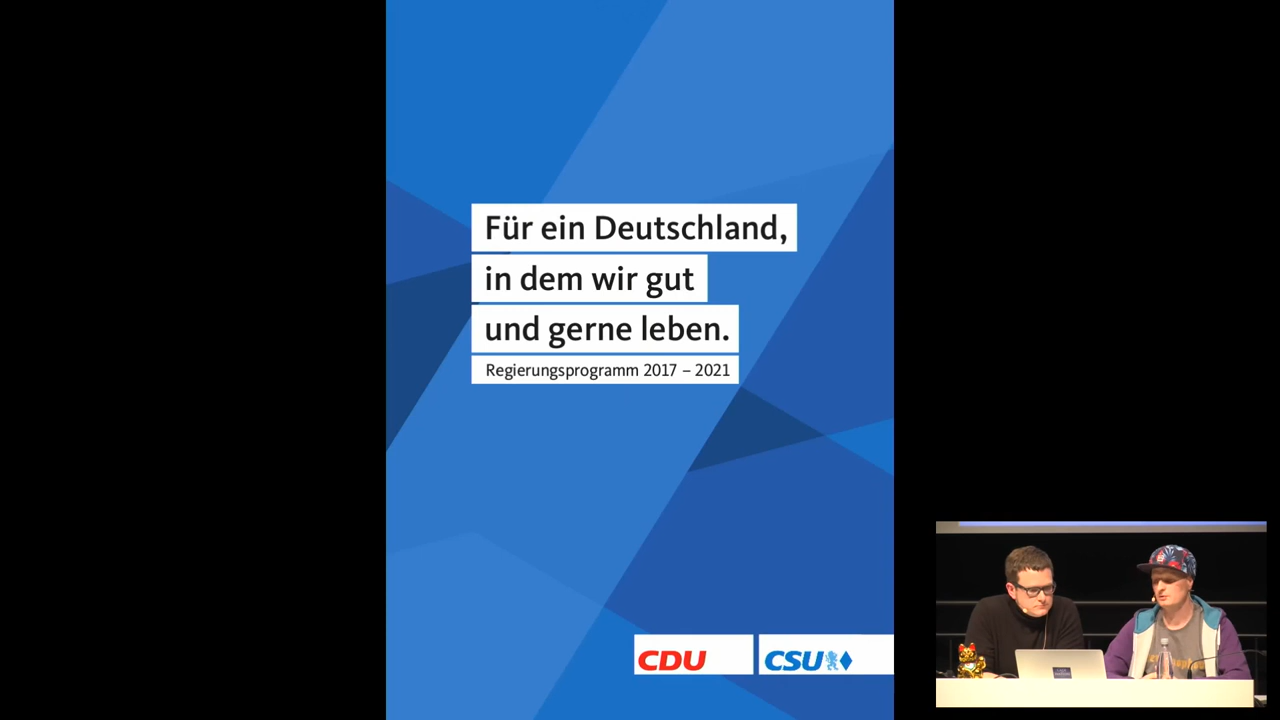 Für ein Deutschland,
in dem wir gut
und gerne leben.
Regierungsprogramm 2017 – 2021
CDU
CSU